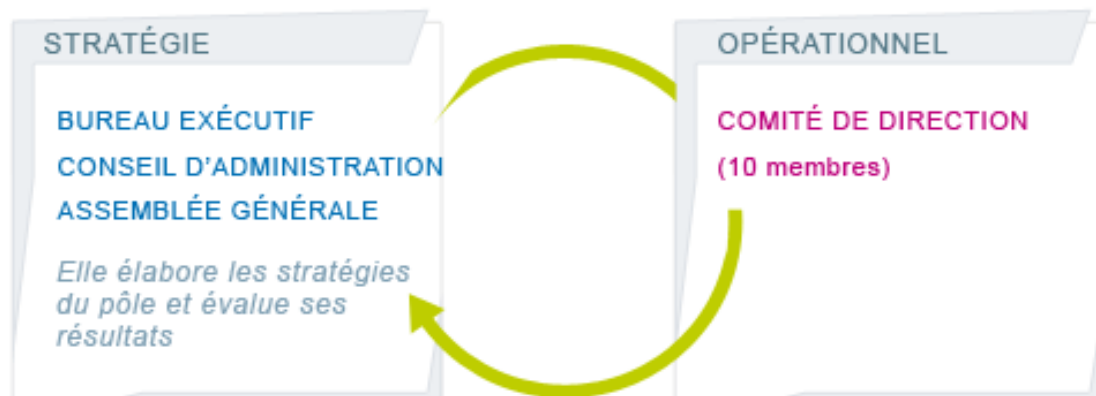 STRATÉGIE
BUREAU EXÉCUTIF
CONSEIL D'ADMINISTRATION
ASSEMBLÉE GÉNÉRALE
Elle élabore les stratégies
du pôle et évalue ses
résultats
OPÉRATIONNEL
COMITÉ DE DIRECTION
(10 membres)